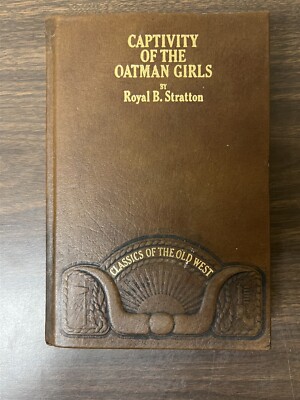 CAPTIVITY
OF THE
OATMAN GIRLS
BY
Royal B. Stratton
CLASSICS OF THE OLD WEST